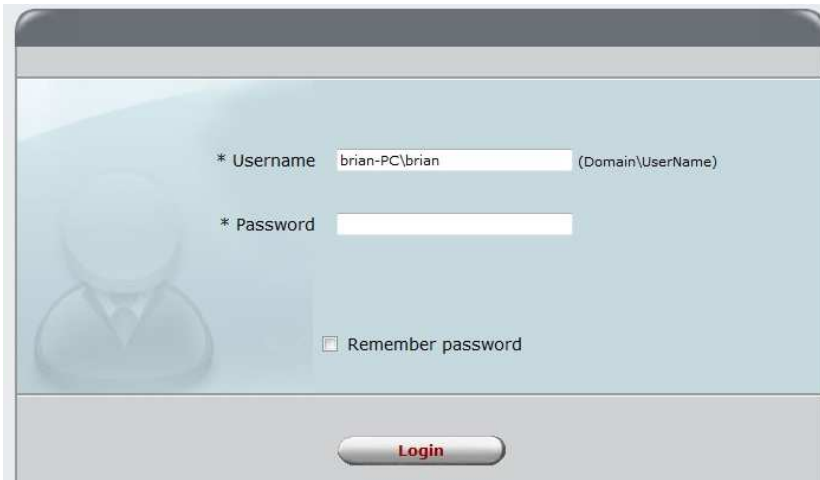 * Username brian-PC\brian (Domain\UserName)
* Password
Remember password
Login